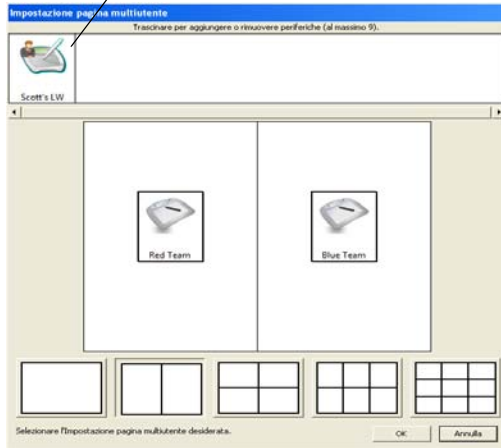 Impostazione pagina multiutente
Trascinare per aggiungere o rimuovere periferiche (al massimo 9).
Scott's LW
Red Team
Blue Team
Selezionare l'Impostazione pagina multiutente desiderata.
OK
Annulla